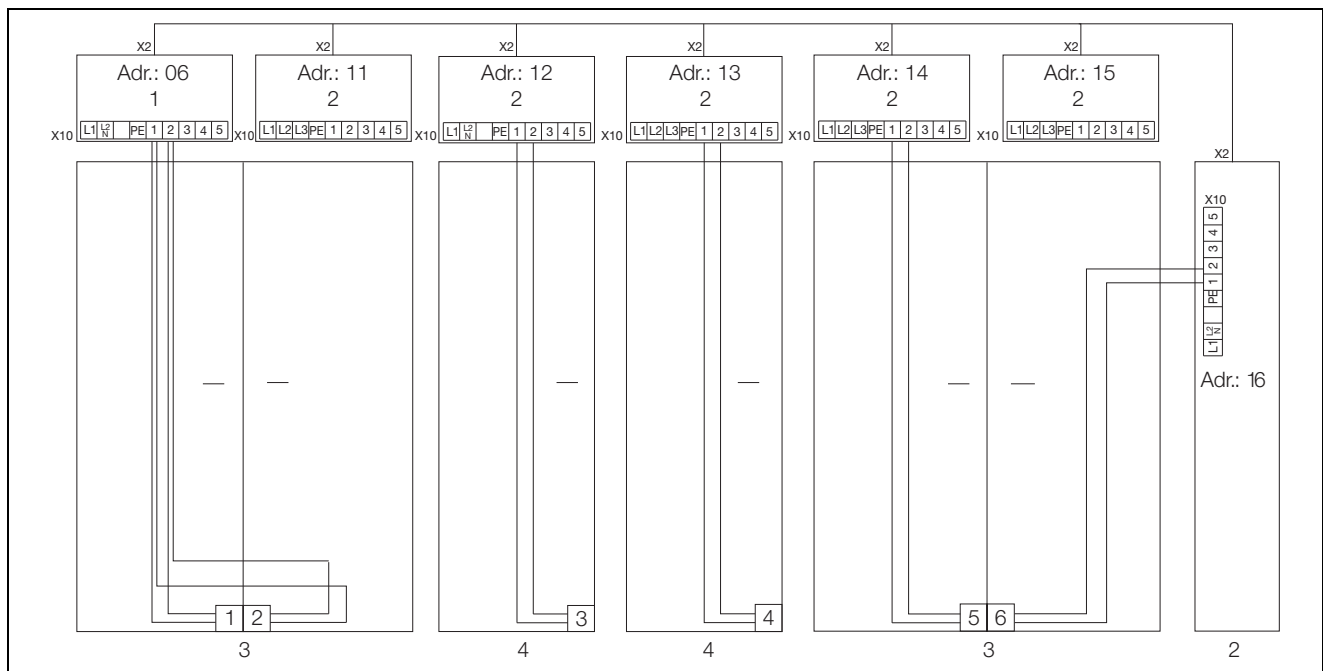 X2 X2 X2 X2 X2 X2
Adr.: 06 Adr.: 11 Adr.: 12 Adr.: 13 Adr.: 14 Adr.: 15
1 2 2 2 2 2
X10 L1 L2 N PE 1 2 3 4 5
X10 L1 L2 L3 PE 1 2 3 4 5
X10 L1 L2 N PE 1 2 3 4 5
X10 L1 L2 L3 PE 1 2 3 4 5
X10 L1 L2 L3 PE 1 2 3 4 5
X10 L1 L2 L3 PE 1 2 3 4 5
X2
X10
L1 L2 N PE 1 2 3 4 5
Adr.: 16
1 2 3 4 5 6
3 4 4 3 2